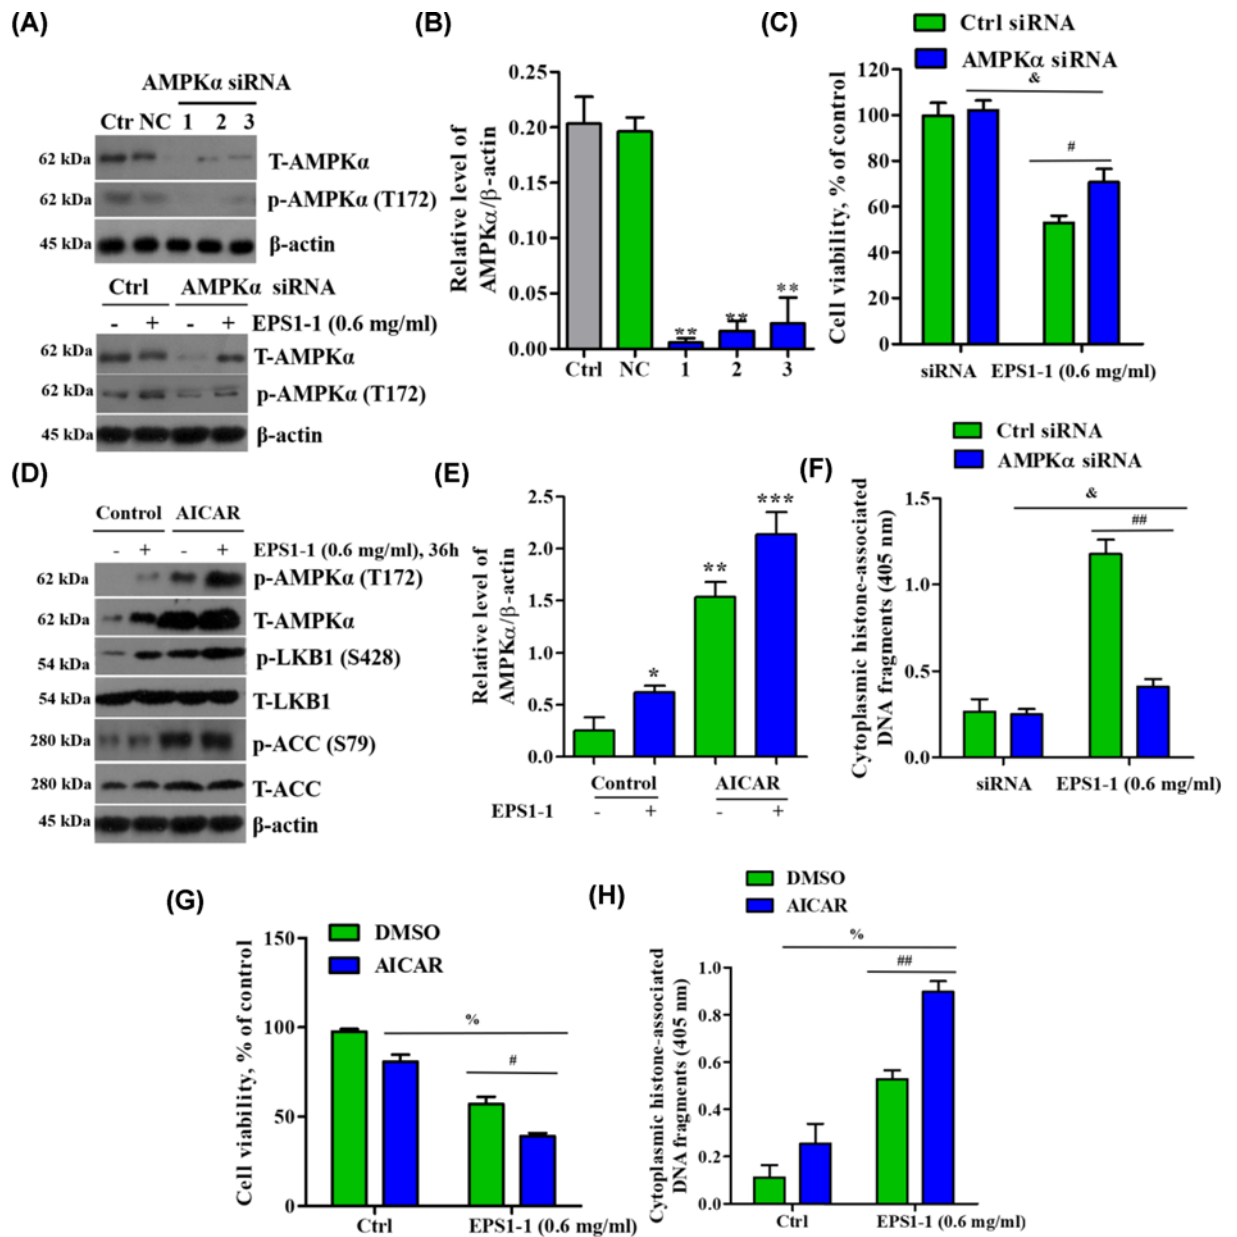 (A)
AMPKα siRNA
Ctr NC 1 2 3
62 kDa T-AMPKα
62 kDa p-AMPKα (T172)
45 kDa β-actin
Ctrl AMPKα siRNA
- + - + EPS1-1 (0.6 mg/ml)
62 kDa T-AMPKα
62 kDa p-AMPKα (T172)
45 kDa β-actin
(B)
Relative level of
AMPKα/β-actin
0.25
0.20
0.15
0.10
0.05
0.00
** ** **
Ctrl NC 1 2 3
(C)
Ctrl siRNA
AMPKα siRNA
Cell viability, % of control
120
100
80
60
40
20
0
&
#
siRNA EPS1-1 (0.6 mg/ml)
(D)
Control AICAR
- + - + EPS1-1 (0.6 mg/ml), 36h
62 kDa p-AMPKα (T172)
62 kDa T-AMPKα
54 kDa p-LKB1 (S428)
54 kDa T-LKB1
280 kDa p-ACC (S79)
280 kDa T-ACC
45 kDa β-actin
(E)
Relative level of
AMPKα/β-actin
2.5
2.0
1.5
1.0
0.5
0.0
* ** ***
Control AICAR
EPS1-1 - + - +
(F)
Ctrl siRNA
AMPKα siRNA
Cytoplasmic histone-associated
DNA fragments (405 nm)
1.5
1.0
0.5
0.0
&
##
siRNA EPS1-1 (0.6 mg/ml)
(G)
DMSO
AICAR
Cell viability, % of control
150
100
50
0
%
#
Ctrl EPS1-1 (0.6 mg/ml)
(H)
DMSO
AICAR
Cytoplasmic histone-associated
DNA fragments (405 nm)
1.0
0.8
0.6
0.4
0.2
0.0
%
##
Ctrl EPS1-1 (0.6 mg/ml)